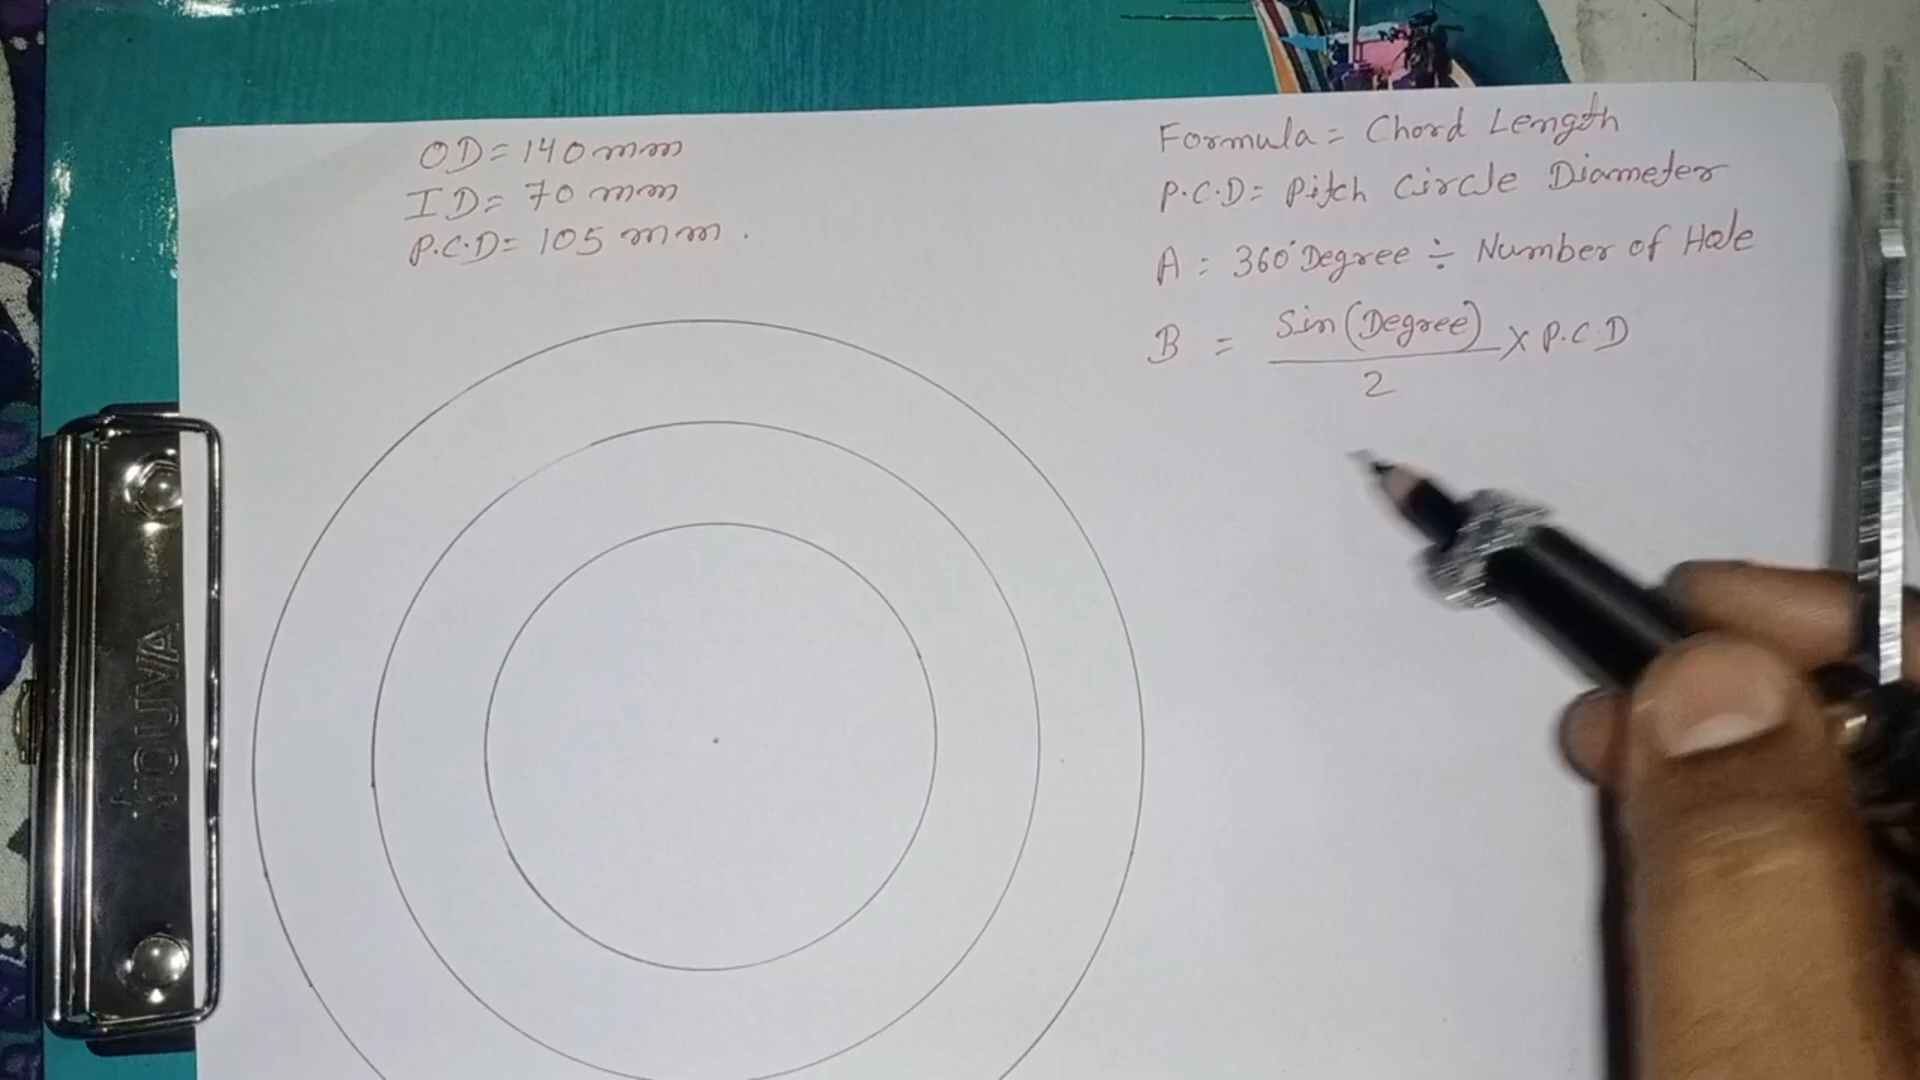 OD = 140 mm
ID = 70 mm
P.C.D = 105 mm.
Formula = Chord Length
P.C.D = Pitch Circle Diameter
A = 360° Degree ÷ Number of Hole
B = Sin (Degree) × P.C.D
2